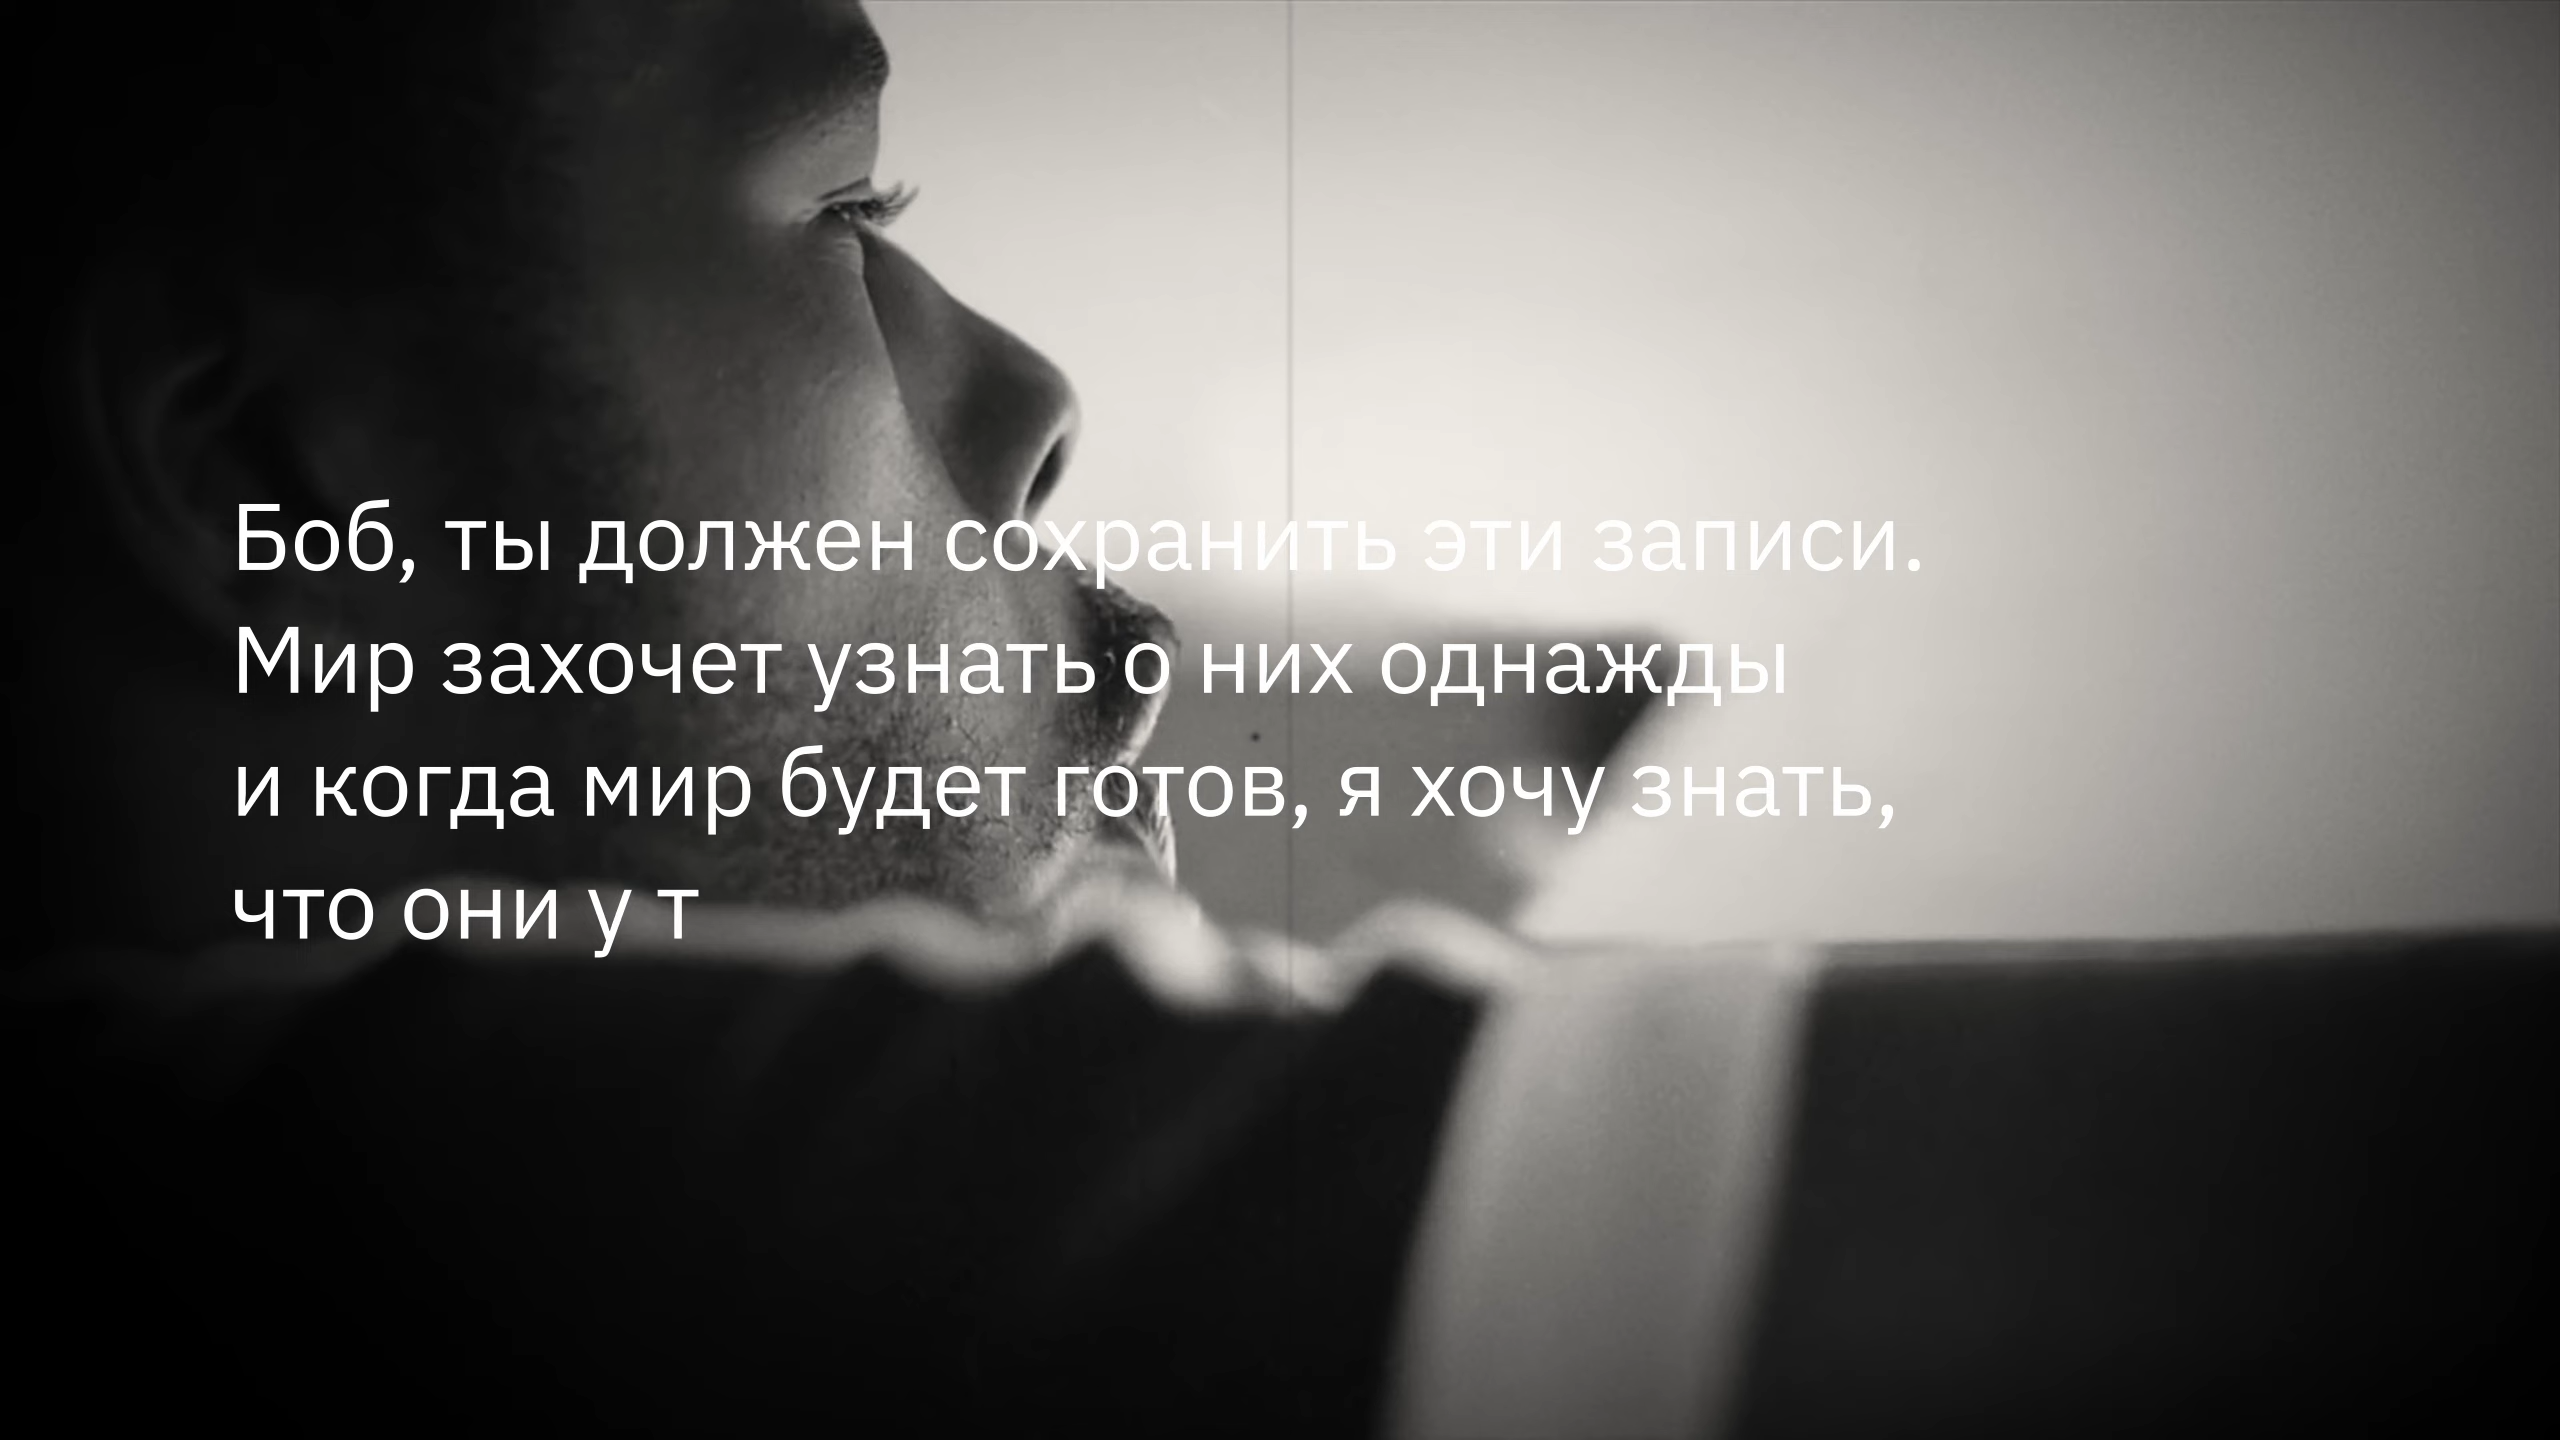 Боб, ты должен сохранить эти записи.
Мир захочет узнать о них однажды
и когда мир будет готов, я хочу знать,
что они у т